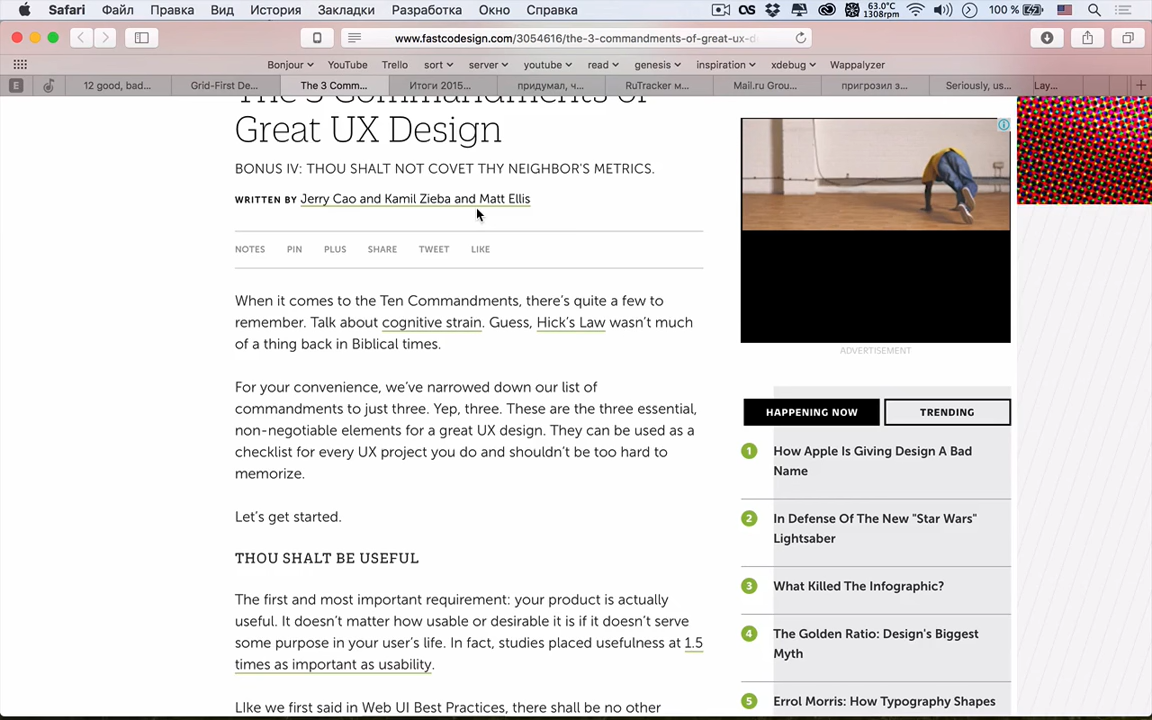 Safari Файл Правка Вид История Закладки Разработка Окно Справка 63.0°C 1308rpm 100 %
www.fastcodesign.com/3054616/the-3-commandments-of-great-ux-d
Bonjour YouTube Trello sort server youtube read genesis inspiration xdebug Wappalyzer
E 12 good, bad... Grid-First De... The 3 Comm... Итоги 2015... придумал, ч... RuTracker м... Mail.ru Grou... пригрозил з... Seriously, us... Lay...
The 3 Commandments of
Great UX Design
BONUS IV: THOU SHALT NOT COVET THY NEIGHBOR'S METRICS.
WRITTEN BY Jerry Cao and Kamil Zieba and Matt Ellis
NOTES PIN PLUS SHARE TWEET LIKE
When it comes to the Ten Commandments, there's quite a few to
remember. Talk about cognitive strain. Guess, Hick's Law wasn't much
of a thing back in Biblical times.
For your convenience, we've narrowed down our list of
commandments to just three. Yep, three. These are the three essential,
non-negotiable elements for a great UX design. They can be used as a
checklist for every UX project you do and shouldn't be too hard to
memorize.
Let's get started.
THOU SHALT BE USEFUL
The first and most important requirement: your product is actually
useful. It doesn't matter how usable or desirable it is if it doesn't serve
some purpose in your user's life. In fact, studies placed usefulness at 1.5
times as important as usability.
LIke we first said in Web UI Best Practices, there shall be no other
ADVERTISEMENT
HAPPENING NOW TRENDING
1 How Apple Is Giving Design A Bad
Name
2 In Defense Of The New "Star Wars"
Lightsaber
3 What Killed The Infographic?
4 The Golden Ratio: Design's Biggest
Myth
5 Errol Morris: How Typography Shapes